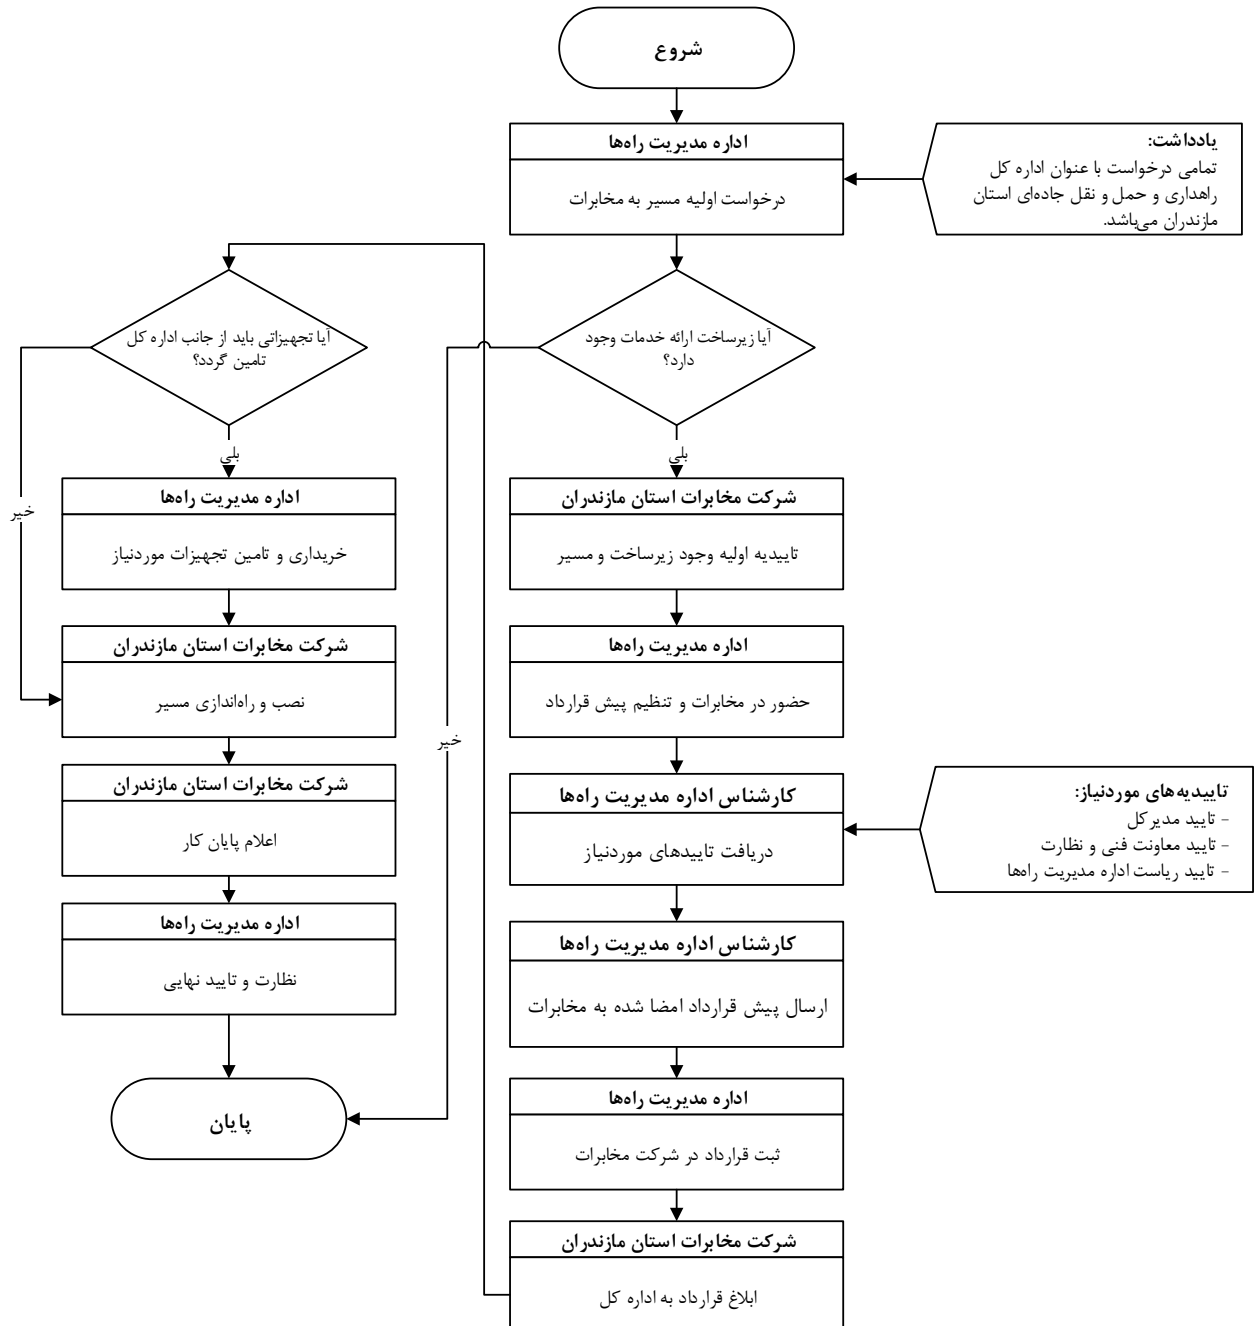 شروع
اداره مدیریت راه‌ها
درخواست اولیه مسیر به مخابرات
یادداشت:
تمامی درخواست با عنوان اداره کل
راهداری و حمل و نقل جاده‌ای استان
مازندران می‌باشد.
آیا زیرساخت ارائه خدمات وجود
دارد؟
خیر
بلی
شرکت مخابرات استان مازندران
تاییدیه اولیه وجود زیرساخت و مسیر
اداره مدیریت راه‌ها
حضور در مخابرات و تنظیم پیش قرارداد
کارشناس اداره مدیریت راه‌ها
دریافت تاییدهای موردنیاز
تاییدیه‌های موردنیاز:
- تایید مدیرکل
- تایید معاونت فنی و نظارت
- تایید ریاست اداره مدیریت راه‌ها
کارشناس اداره مدیریت راه‌ها
ارسال پیش قرارداد امضا شده به مخابرات
اداره مدیریت راه‌ها
ثبت قرارداد در شرکت مخابرات
شرکت مخابرات استان مازندران
ابلاغ قرارداد به اداره کل
آیا تجهیزاتی باید از جانب اداره کل
تامین گردد؟
خیر
بلی
اداره مدیریت راه‌ها
خریداری و تامین تجهیزات موردنیاز
شرکت مخابرات استان مازندران
نصب و راه‌اندازی مسیر
شرکت مخابرات استان مازندران
اعلام پایان کار
اداره مدیریت راه‌ها
نظارت و تایید نهایی
پایان